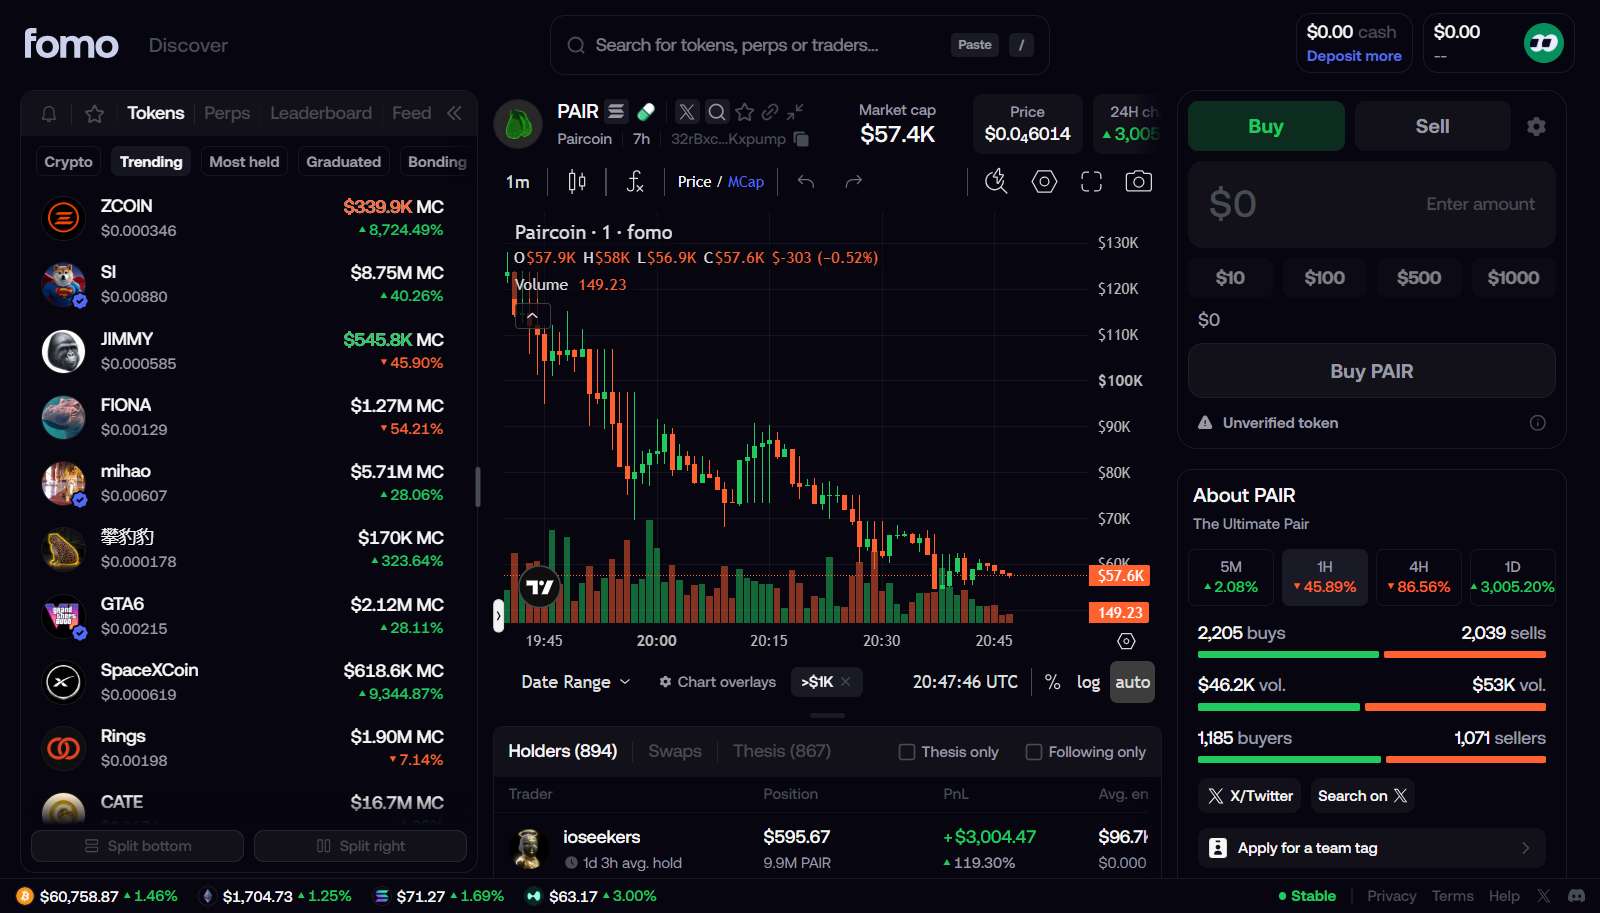 fomo
Discover
Search for tokens, perps or traders...
Paste
/
$0.00 cash
Deposit more
$0.00
--
Tokens
Perps
Leaderboard
Feed
Crypto
Trending
Most held
Graduated
Bonding
ZCOIN
$339.9K MC
$0.000346
8,724.49%
SI
$8.75M MC
$0.00880
40.26%
JIMMY
$545.8K MC
$0.000585
45.90%
FIONA
$1.27M MC
$0.00129
54.21%
mihao
$5.71M MC
$0.00607
28.06%
攀豹豹
$170K MC
$0.000178
323.64%
GTA6
$2.12M MC
$0.00215
28.11%
SpaceXCoin
$618.6K MC
$0.000619
9,344.87%
Rings
$1.90M MC
$0.00198
7.14%
CATE
$16.7M MC
Split bottom
Split right
PAIR
Paircoin
7h
32rBxc...Kxpump
Market cap
$57.4K
Price
$0.0₄6014
24H ch
3,005
1m
Price / MCap
Paircoin · 1 · fomo
O$57.9K H$58K L$56.9K C$57.6K $-303 (−0.52%)
Volume 149.23
$130K
$120K
$110K
$100K
$90K
$80K
$70K
$60K
$57.6K
149.23
19:45
20:00
20:15
20:30
20:45
Date Range
Chart overlays
>$1K
20:47:46 UTC
%
log
auto
Holders (894)
Swaps
Thesis (867)
Thesis only
Following only
Trader
Position
PnL
Avg. en
ioseekers
$595.67
+$3,004.47
$96.7K
1d 3h avg. hold
9.9M PAIR
119.30%
$0.000
Buy
Sell
$0
Enter amount
$10
$100
$500
$1000
$0
Buy PAIR
Unverified token
About PAIR
The Ultimate Pair
5M
2.08%
1H
45.89%
4H
86.56%
1D
3,005.20%
2,205 buys
2,039 sells
$46.2K vol.
$53K vol.
1,185 buyers
1,071 sellers
X/Twitter
Search on X
Apply for a team tag
$60,758.87 1.46%
$1,704.73 1.25%
$71.27 1.69%
$63.17 3.00%
Stable
Privacy
Terms
Help